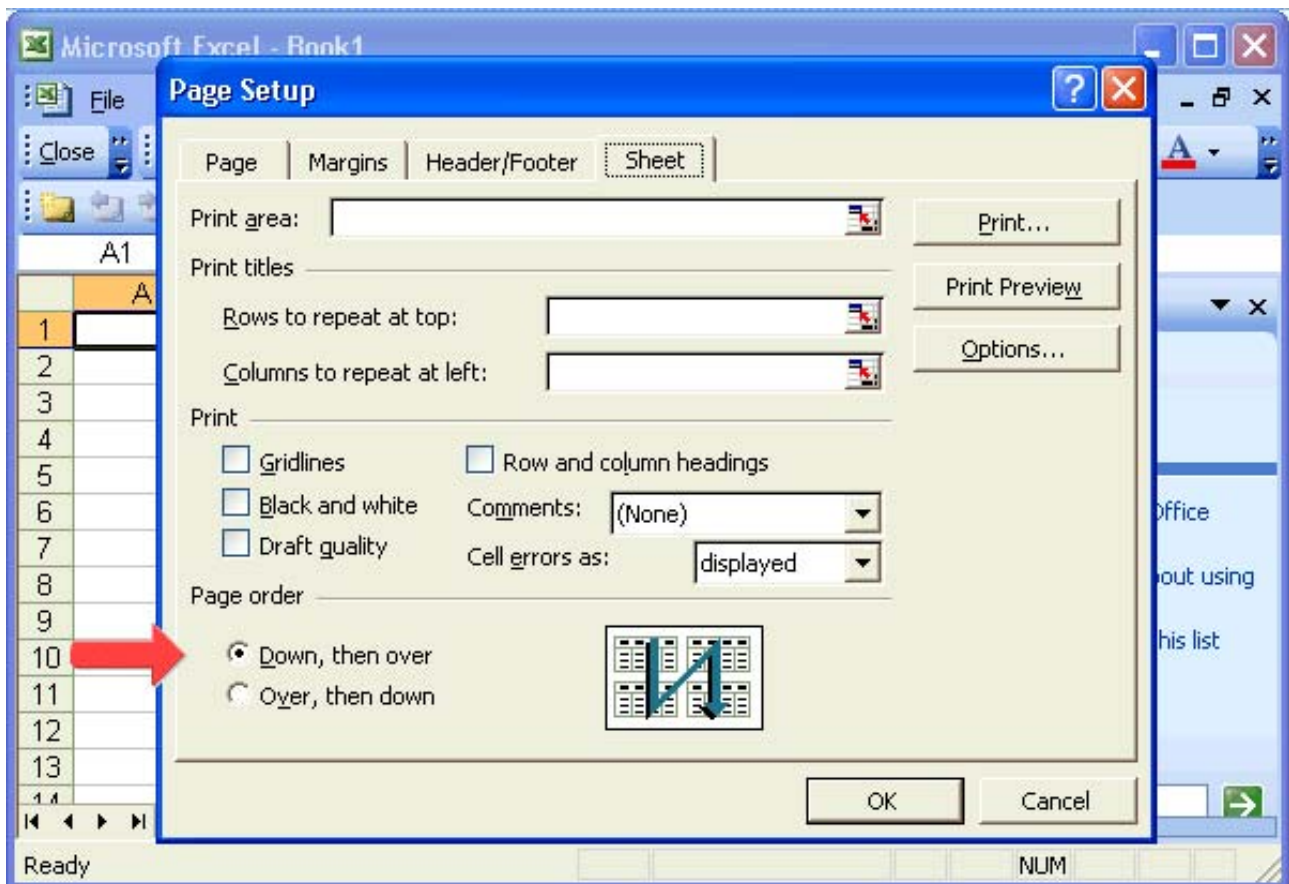 Microsoft Excel - Book1
File
Close
A
A1
A
1
2
3
4
5
6
7
8
9
10
11
12
13
14
Page Setup
Page
Margins
Header/Footer
Sheet
Print area:
Print...
Print titles
Print Preview
Rows to repeat at top:
Options...
Columns to repeat at left:
Print
Gridlines
Row and column headings
Black and white
Comments: (None)
Draft quality
Cell errors as: displayed
Page order
Down, then over
Over, then down
OK
Cancel
Office
out using
his list
Ready
NUM